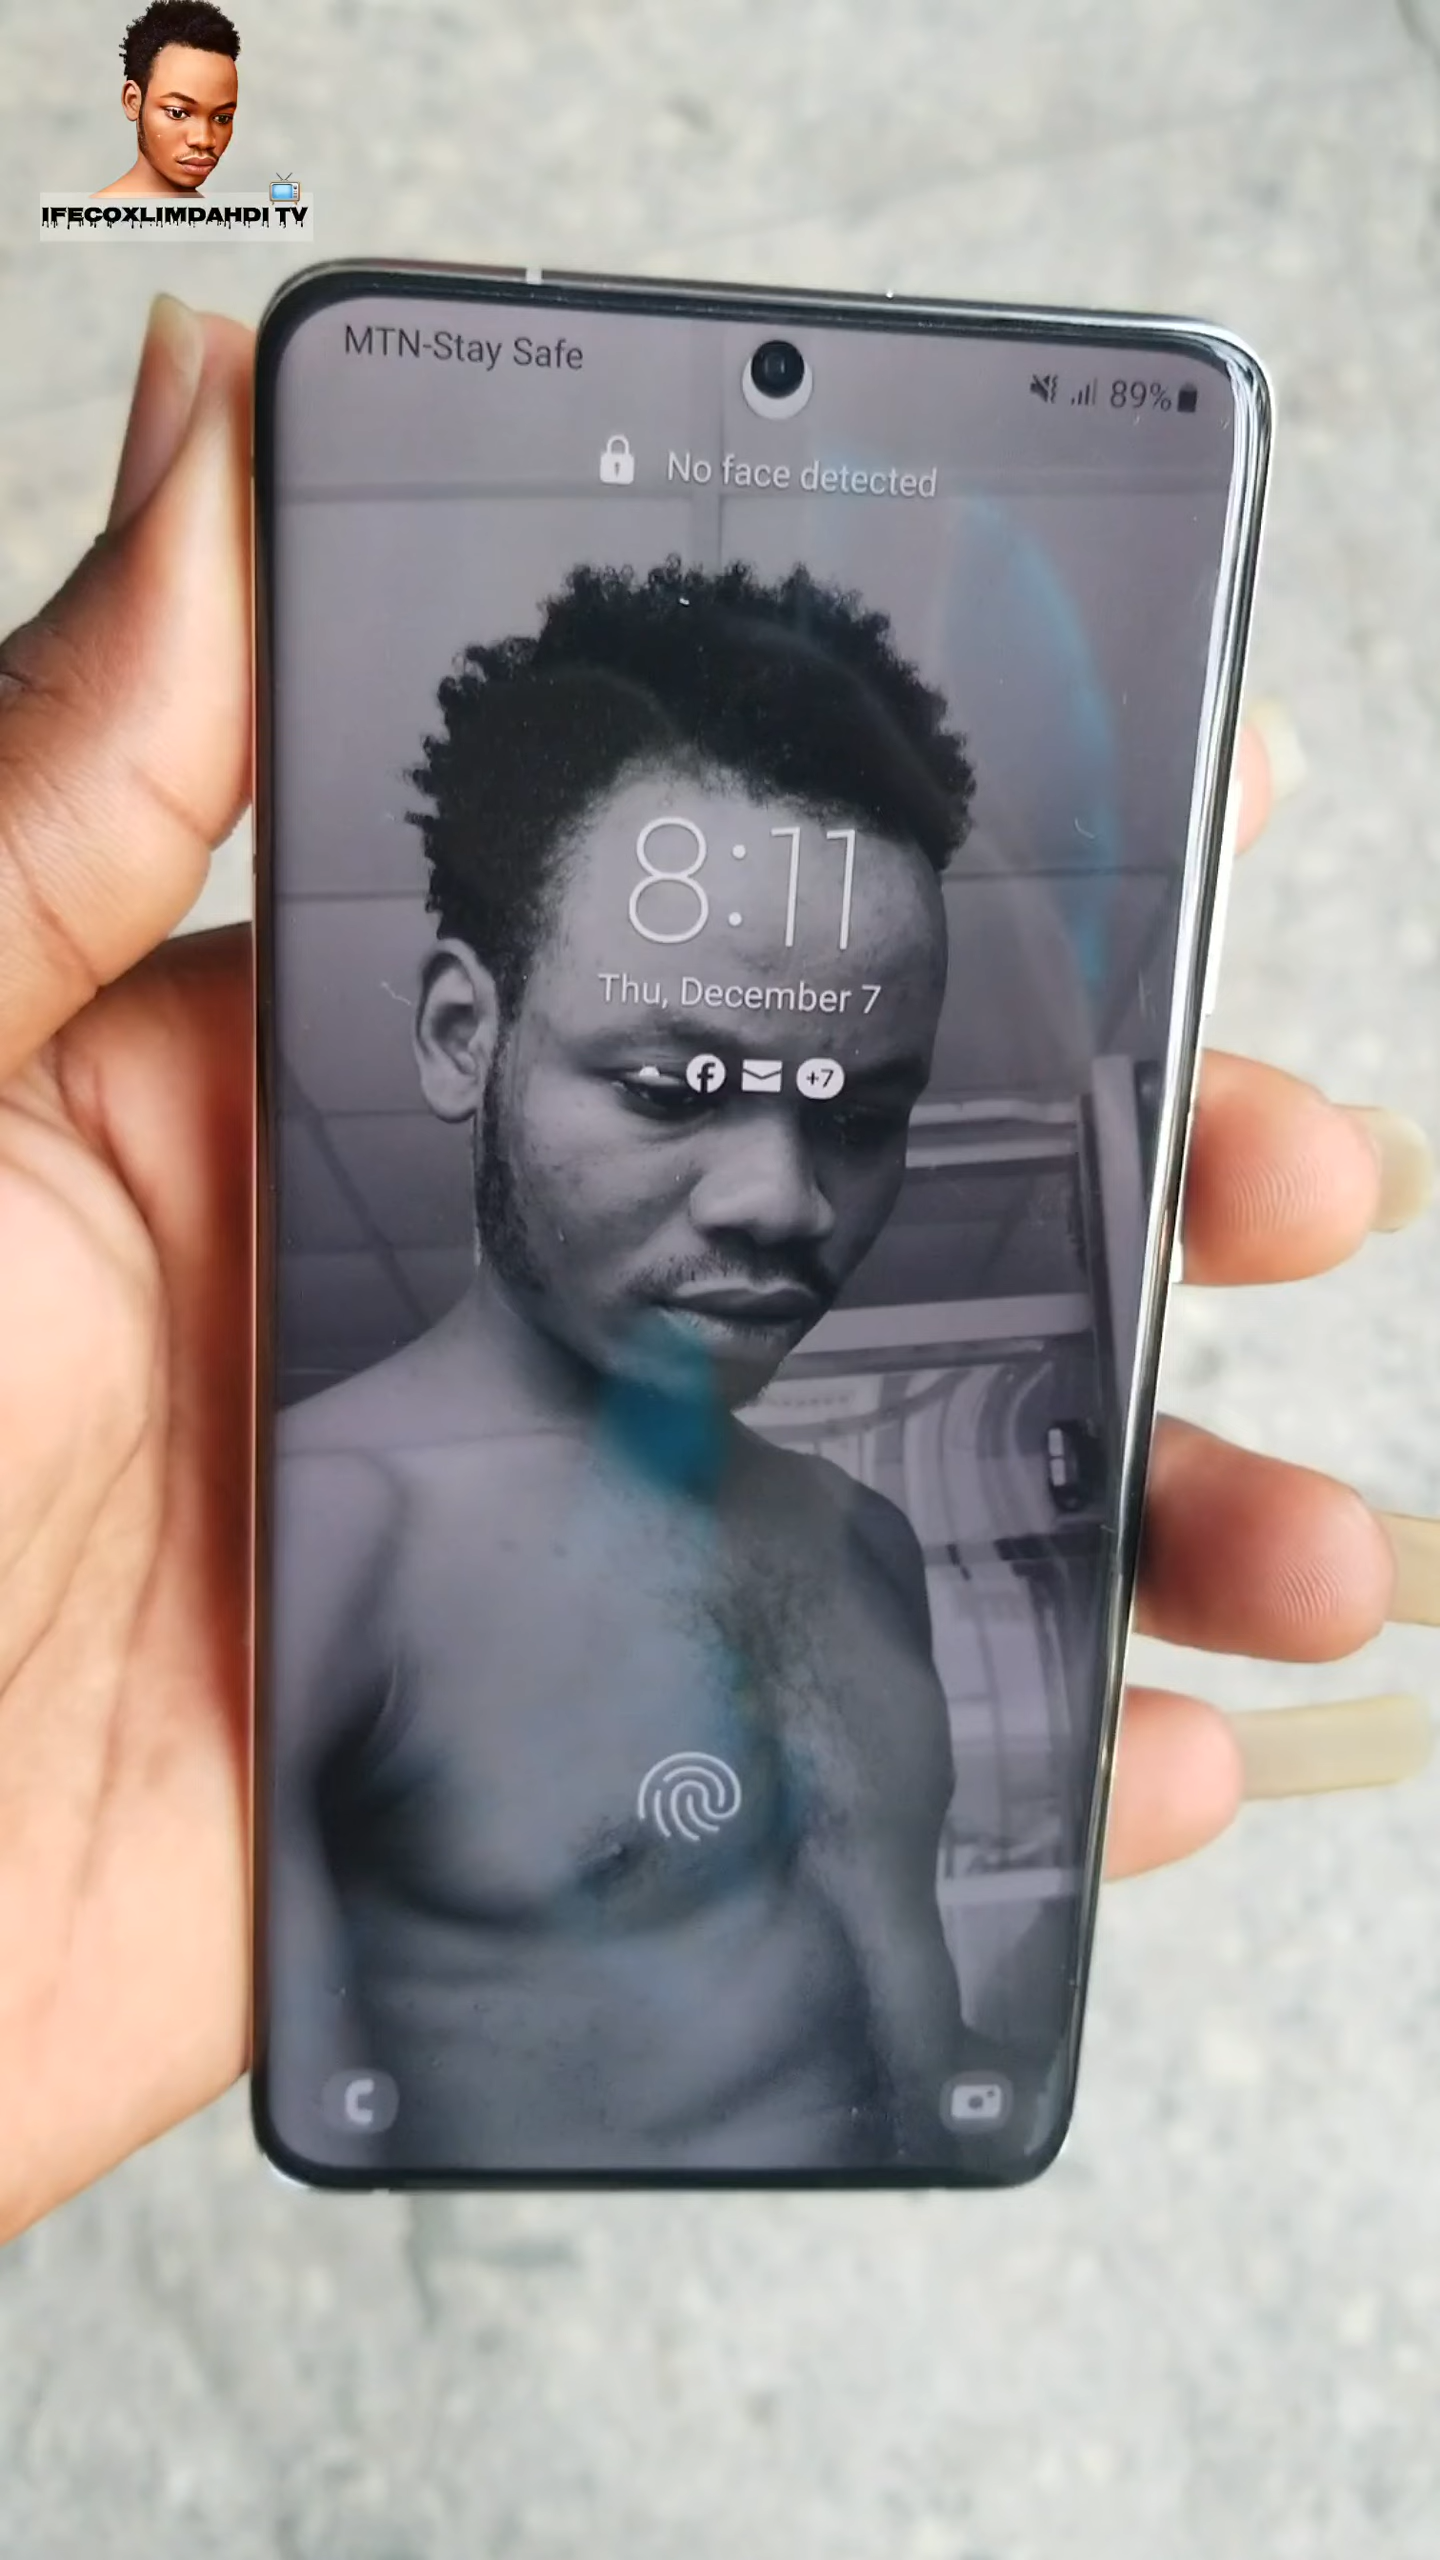 IFECOXLIMDAHDI TV
MTN-Stay Safe
89%
No face detected
8:11
Thu, December 7
+7